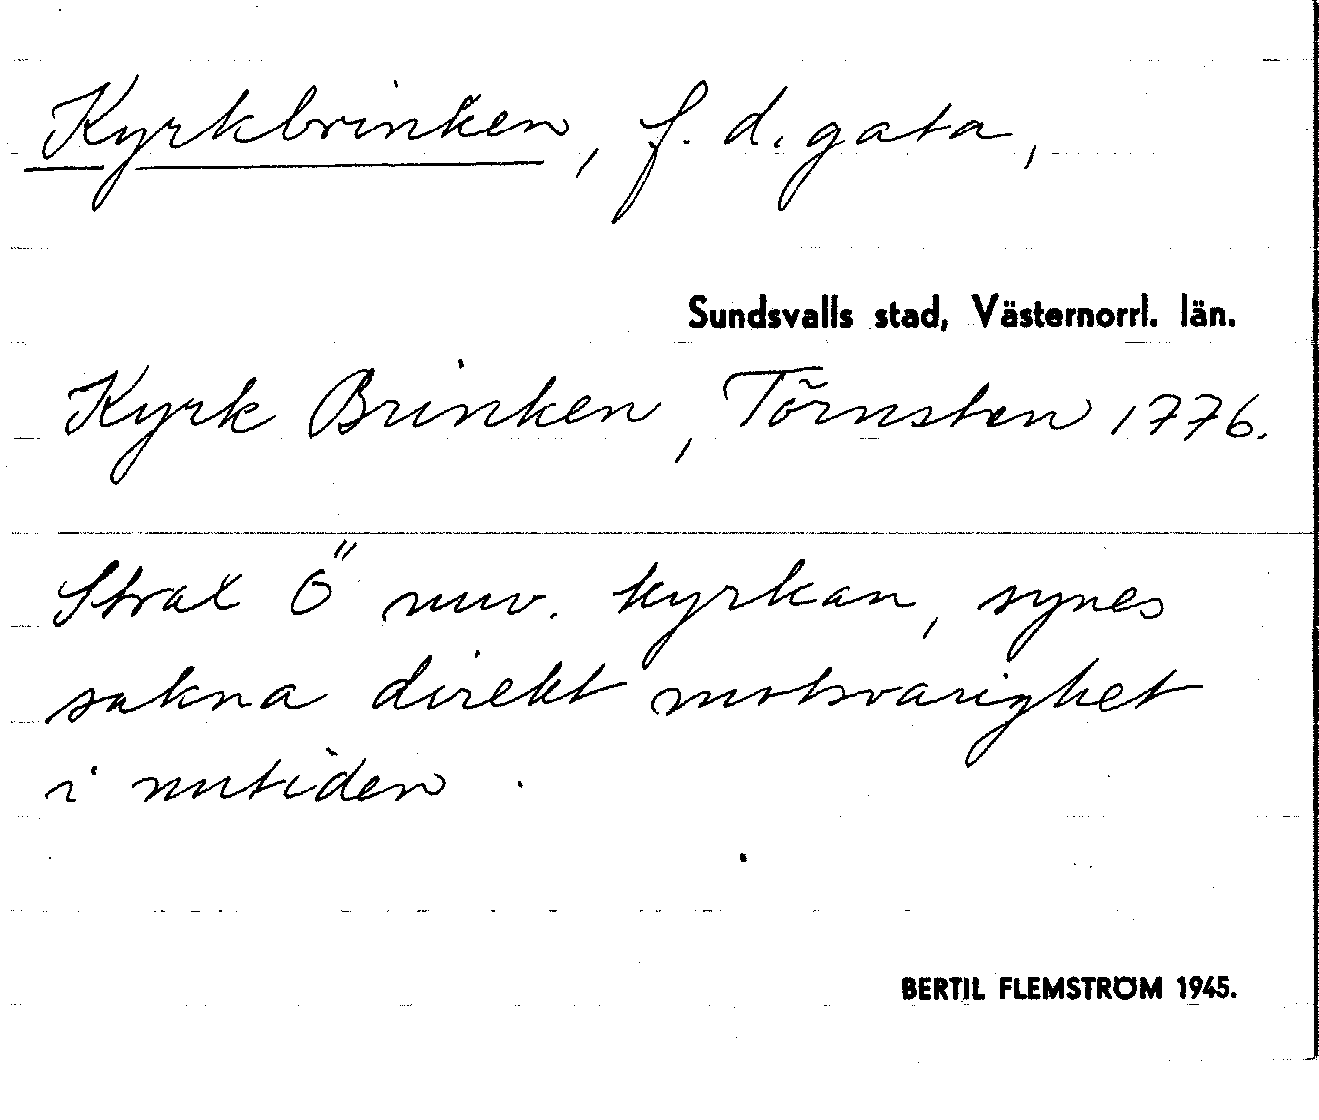 Kyrkbrinken, f. d. gata,
Sundsvalls stad, Västernorrl. län.
Kyrk Brinken, Törnsten 1776.
Strax Ö nuv. kyrkan, synes
sakna direkt motsvarighet
i nutiden.
BERTIL FLEMSTRÖM 1945.